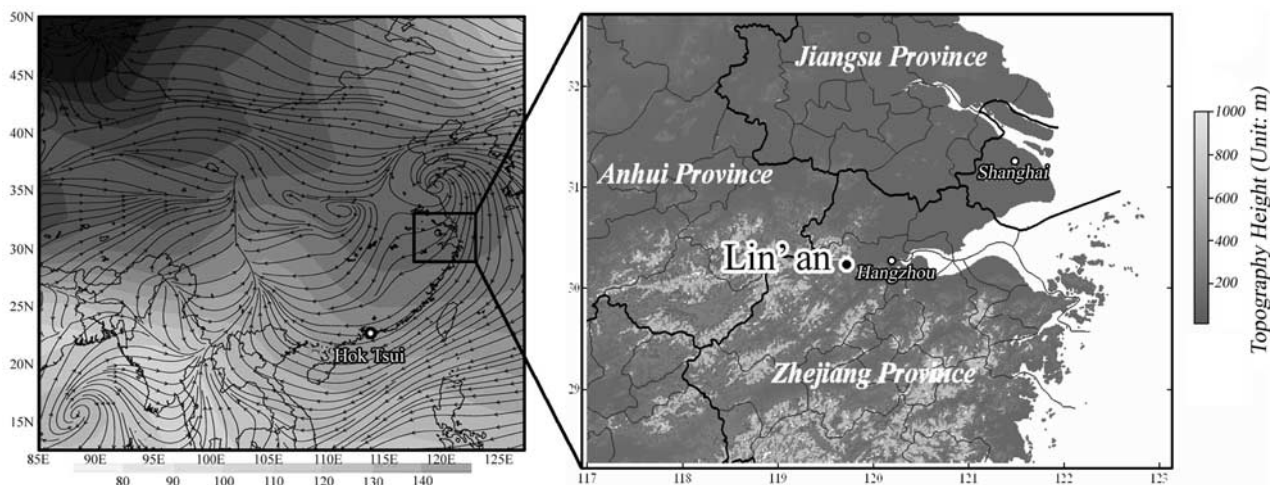 50N
45N
40N
35N
30N
25N
20N
15N
Hok Tsui
85E 90E 95E 100E 105E 110E 115E 120E 125E
80 90 100 110 120 130 140
Jiangsu Province
Anhui Province
Shanghai
Lin' an
Hangzhou
Zhejiang Province
32
31
30
29
117 118 119 120 121 122 123
1000
800
600
400
200
Topography Height (Unit: m)